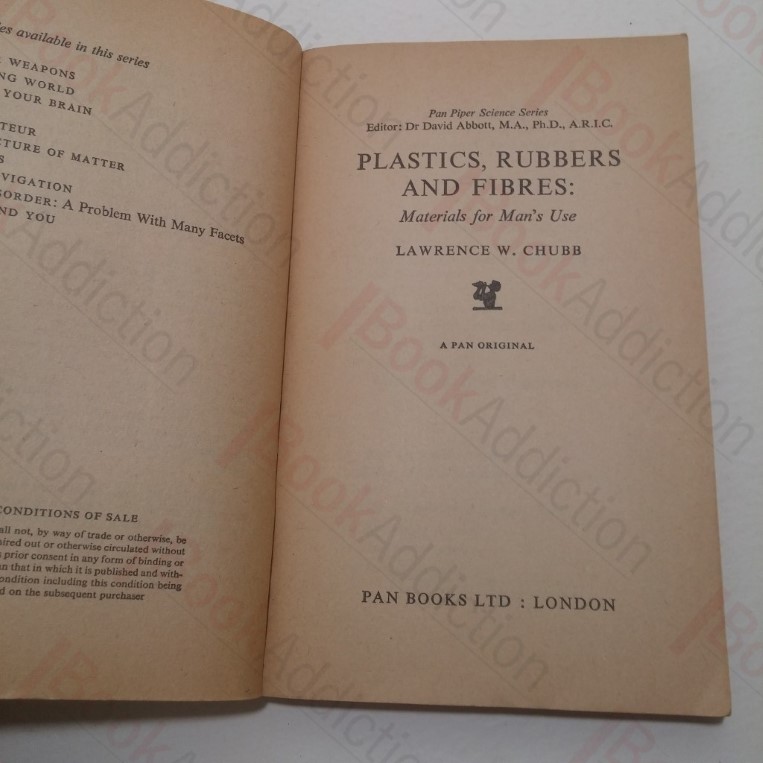 es available in this series
WEAPONS
NG WORLD
YOUR BRAIN
TEUR
CTURE OF MATTER
S
VIGATION
SORDER: A Problem With Many Facets
ND YOU
CONDITIONS OF SALE
all not, by way of trade or otherwise, be
ired out or otherwise circulated without
s prior consent in any form of binding or
an that in which it is published and with-
ondition including this condition being
d on the subsequent purchaser
Pan Piper Science Series
Editor: Dr David Abbott, M.A., Ph.D., A.R.I.C.
PLASTICS, RUBBERS
AND FIBRES:
Materials for Man's Use
LAWRENCE W. CHUBB
A PAN ORIGINAL
PAN BOOKS LTD : LONDON
BookAddiction